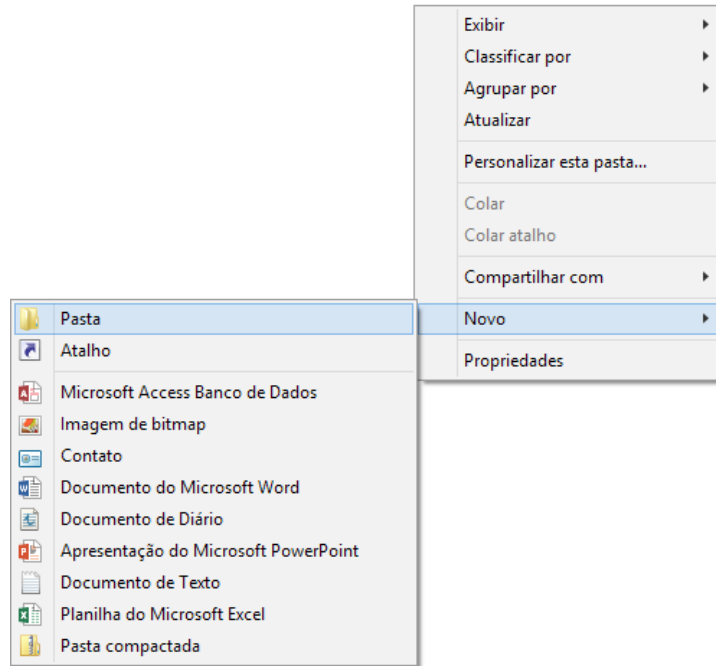 Exibir
Classificar por
Agrupar por
Atualizar
Personalizar esta pasta...
Colar
Colar atalho
Compartilhar com
Novo
Propriedades
Pasta
Atalho
Microsoft Access Banco de Dados
Imagem de bitmap
Contato
Documento do Microsoft Word
Documento de Diário
Apresentação do Microsoft PowerPoint
Documento de Texto
Planilha do Microsoft Excel
Pasta compactada